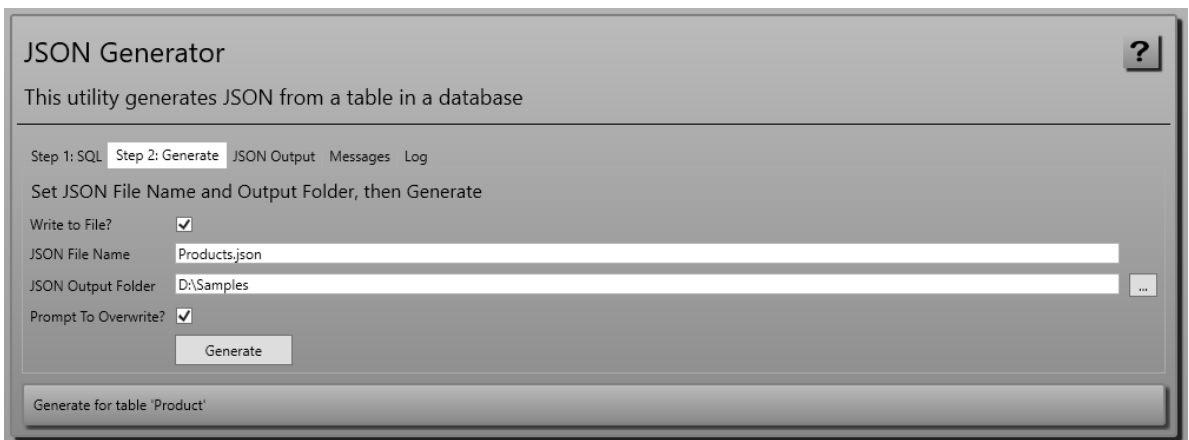 JSON Generator
?
This utility generates JSON from a table in a database
Step 1: SQL Step 2: Generate JSON Output Messages Log
Set JSON File Name and Output Folder, then Generate
Write to File?
JSON File Name Products.json
JSON Output Folder D:\Samples ...
Prompt To Overwrite?
Generate
Generate for table 'Product'